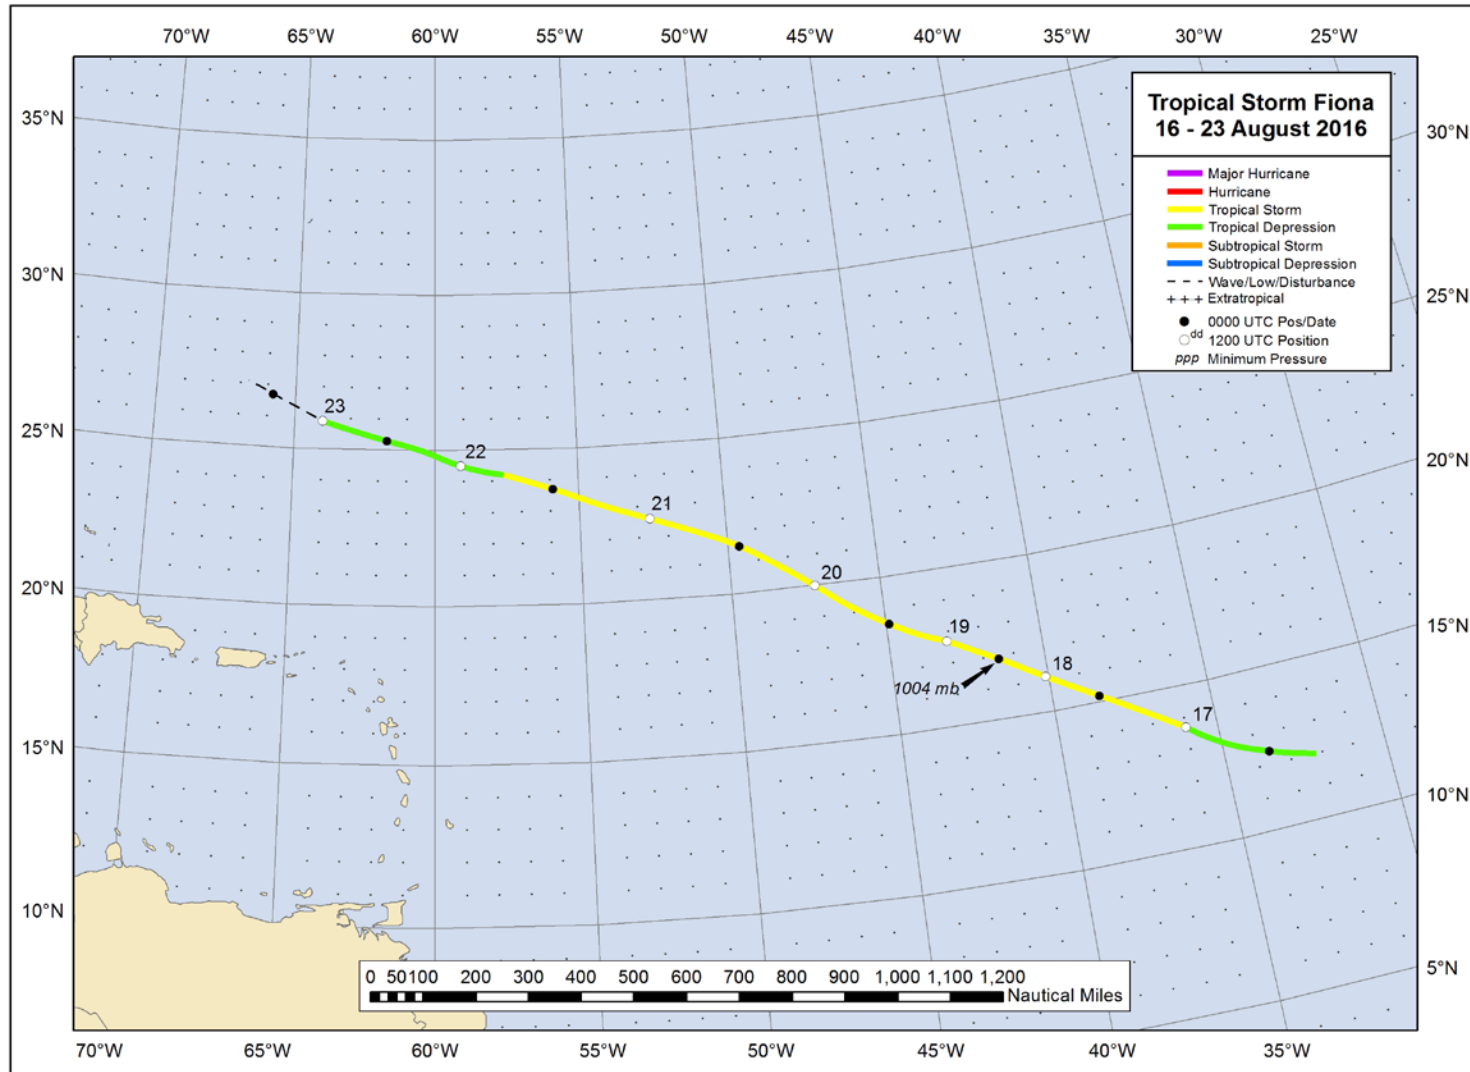 70°W 65°W 60°W 55°W 50°W 45°W 40°W 35°W 30°W 25°W
Tropical Storm Fiona
16 - 23 August 2016
Major Hurricane
Hurricane
Tropical Storm
Tropical Depression
Subtropical Storm
Subtropical Depression
Wave/Low/Disturbance
+++ Extratropical
0000 UTC Pos/Date
dd 1200 UTC Position
ppp Minimum Pressure
35°N
30°N
30°N
25°N
23
25°N
22
20°N
21
20
20°N
19
15°N
18
1004 mb
17
15°N
10°N
10°N
5°N
0 50 100 200 300 400 500 600 700 800 900 1,000 1,100 1,200
Nautical Miles
70°W 65°W 60°W 55°W 50°W 45°W 40°W 35°W